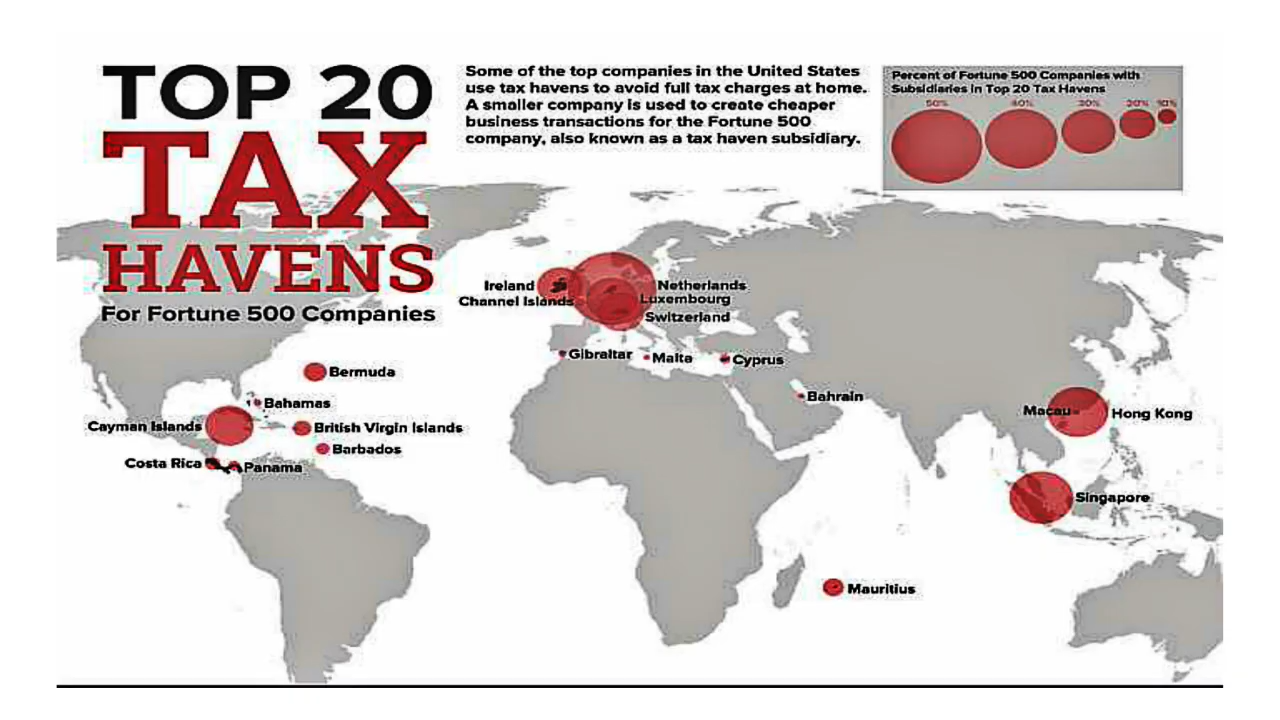 TOP 20
TAX
HAVENS
For Fortune 500 Companies
Some of the top companies in the United States
use tax havens to avoid full tax charges at home.
A smaller company is used to create cheaper
business transactions for the Fortune 500
company, also known as a tax haven subsidiary.
Percent of Fortune 500 Companies with
Subsidiaries in Top 20 Tax Havens
50% 40% 30% 20% 10%
Ireland
Channel Islands
Netherlands
Luxembourg
Switzerland
Gibraltar
Malta
Cyprus
Bermuda
Bahamas
Bahrain
Cayman Islands
British Virgin Islands
Macau
Hong Kong
Barbados
Costa Rica
Panama
Singapore
Mauritius